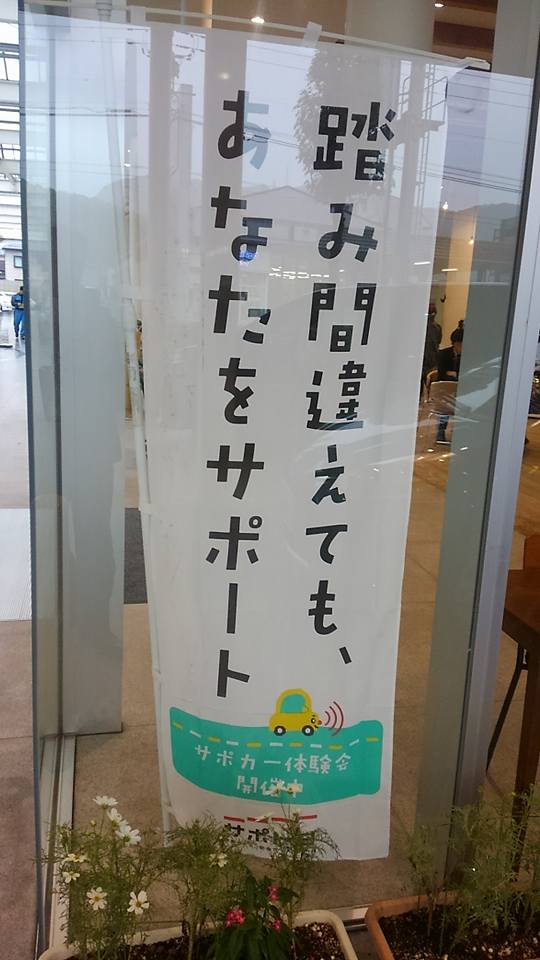 踏み間違えても、
あなたをサポート
サポカー体験会
開催中